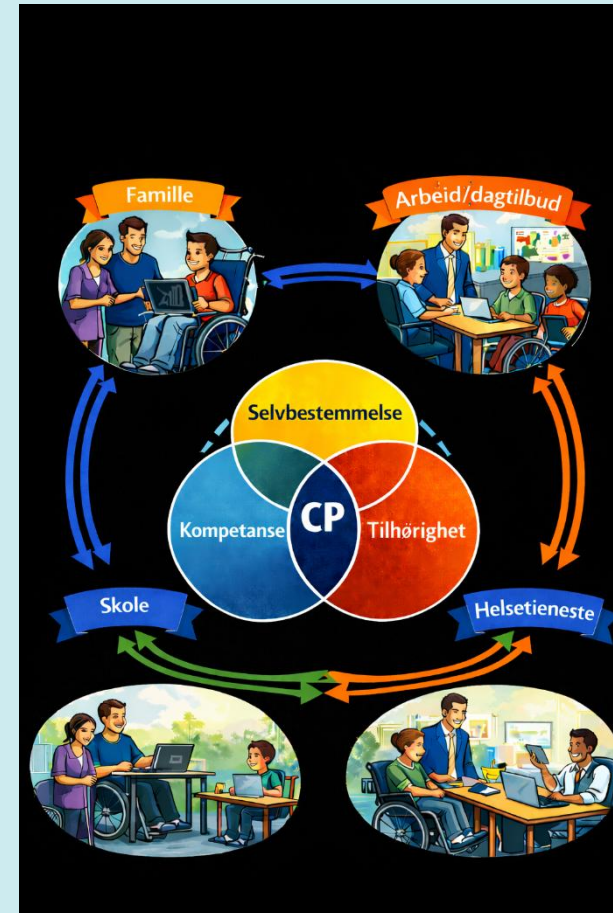 Famille
Arbeid/dagtilbud
Selvbestemmelse
Kompetanse
CP
Tilhørighet
Skole
Helsetieneste